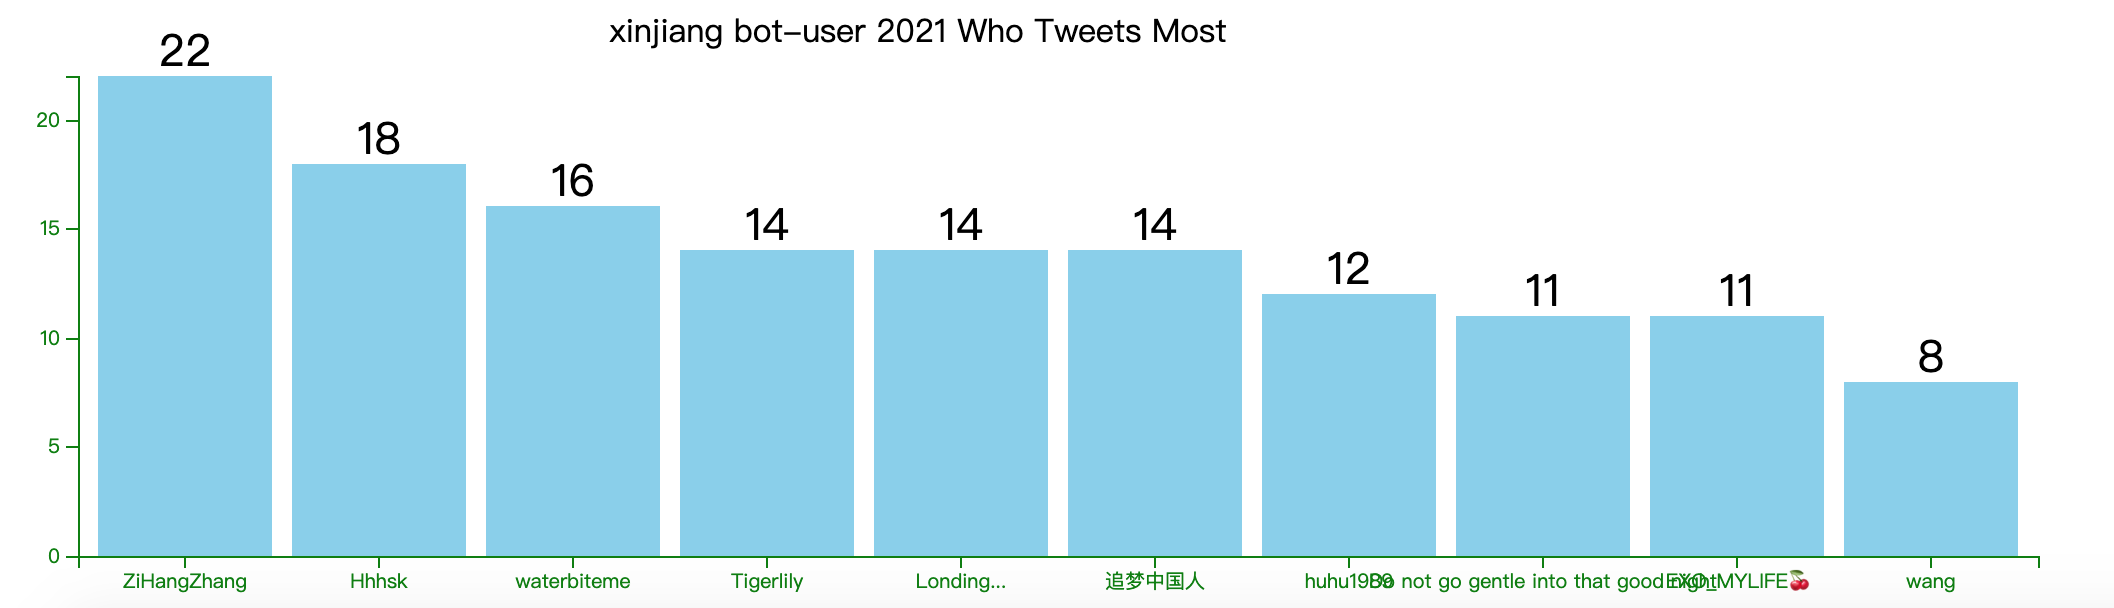 xinjiang bot-user 2021 Who Tweets Most
22
18
16
14
14
14
12
11
11
8
20
15
10
5
0
ZiHangZhang
Hhhsk
waterbiteme
Tigerlily
Londing...
追梦中国人
huhu1989
Do not go gentle into that good night
EXO_MYLIFE🍒
wang